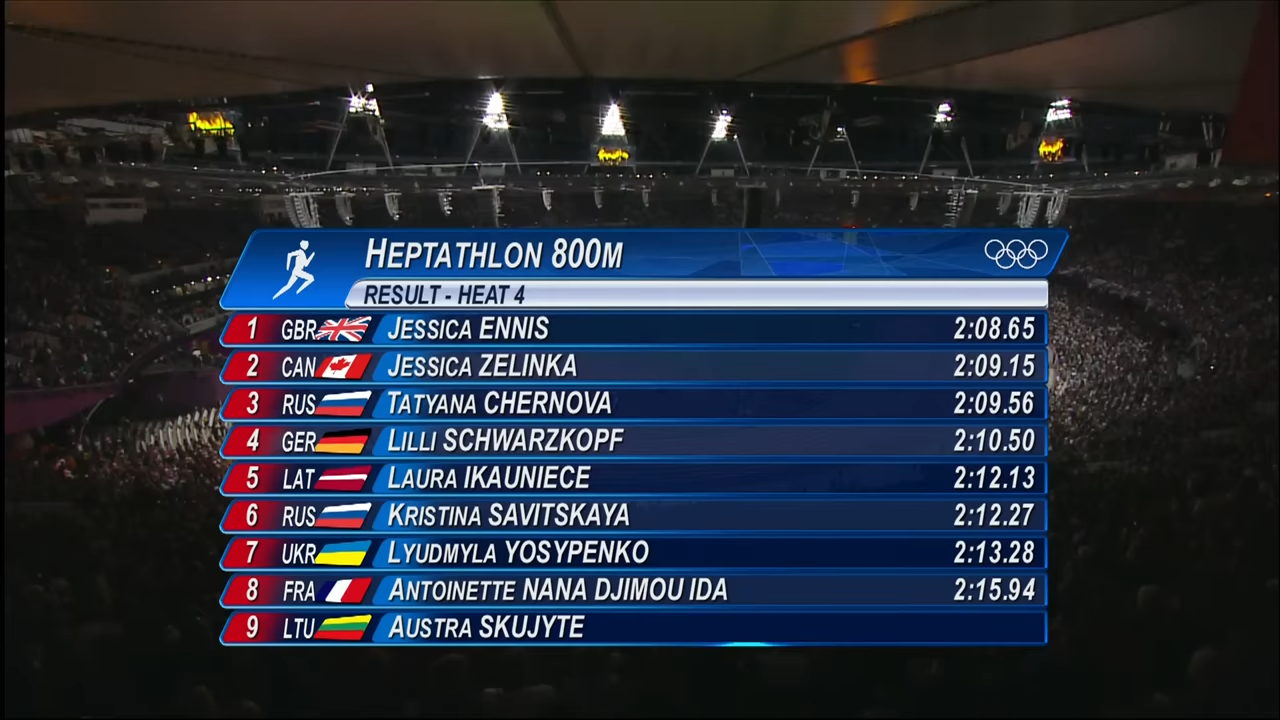 HEPTATHLON 800M
RESULT - HEAT 4
1 GBR JESSICA ENNIS 2:08.65
2 CAN JESSICA ZELINKA 2:09.15
3 RUS TATYANA CHERNOVA 2:09.56
4 GER LILLI SCHWARZKOPF 2:10.50
5 LAT LAURA IKAUNIECE 2:12.13
6 RUS KRISTINA SAVITSKAYA 2:12.27
7 UKR LYUDMYLA YOSYPENKO 2:13.28
8 FRA ANTOINETTE NANA DJIMOU IDA 2:15.94
9 LTU AUSTRA SKUJYTE